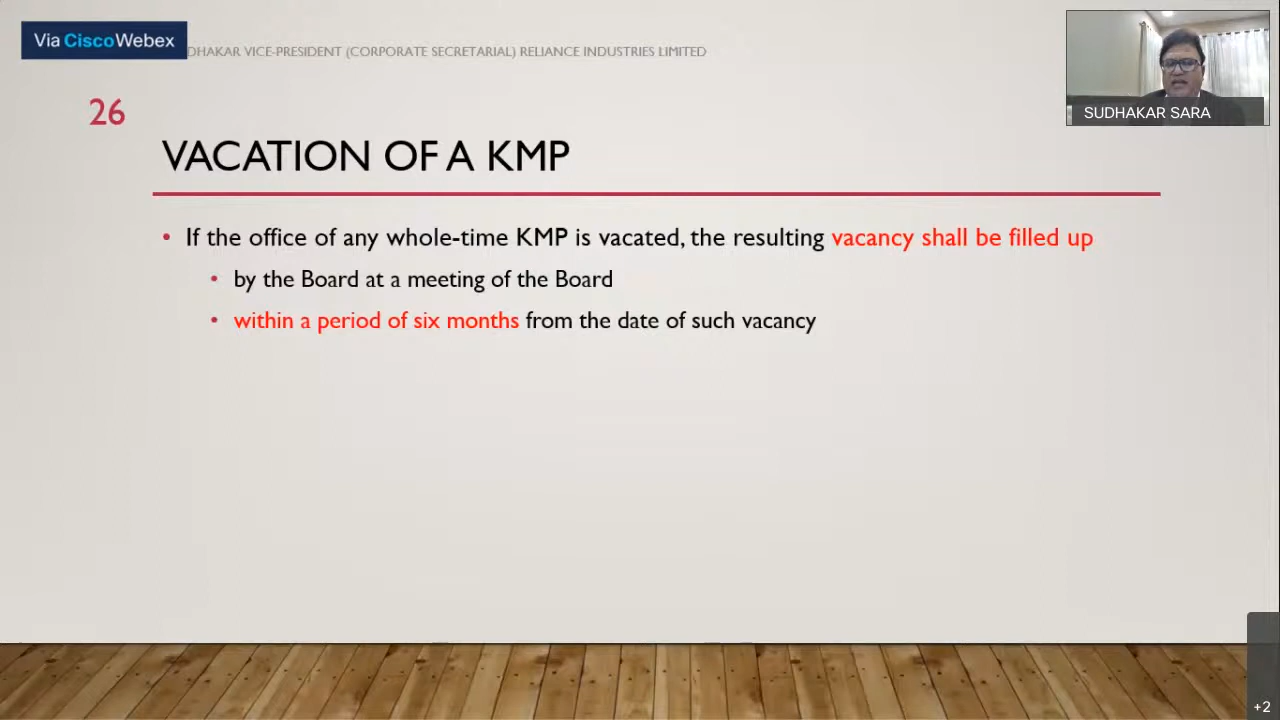 Via Cisco Webex
DHAKAR VICE-PRESIDENT (CORPORATE SECRETARIAL) RELIANCE INDUSTRIES LIMITED
SUDHAKAR SARA
26
VACATION OF A KMP
• If the office of any whole-time KMP is vacated, the resulting vacancy shall be filled up
• by the Board at a meeting of the Board
• within a period of six months from the date of such vacancy
+2